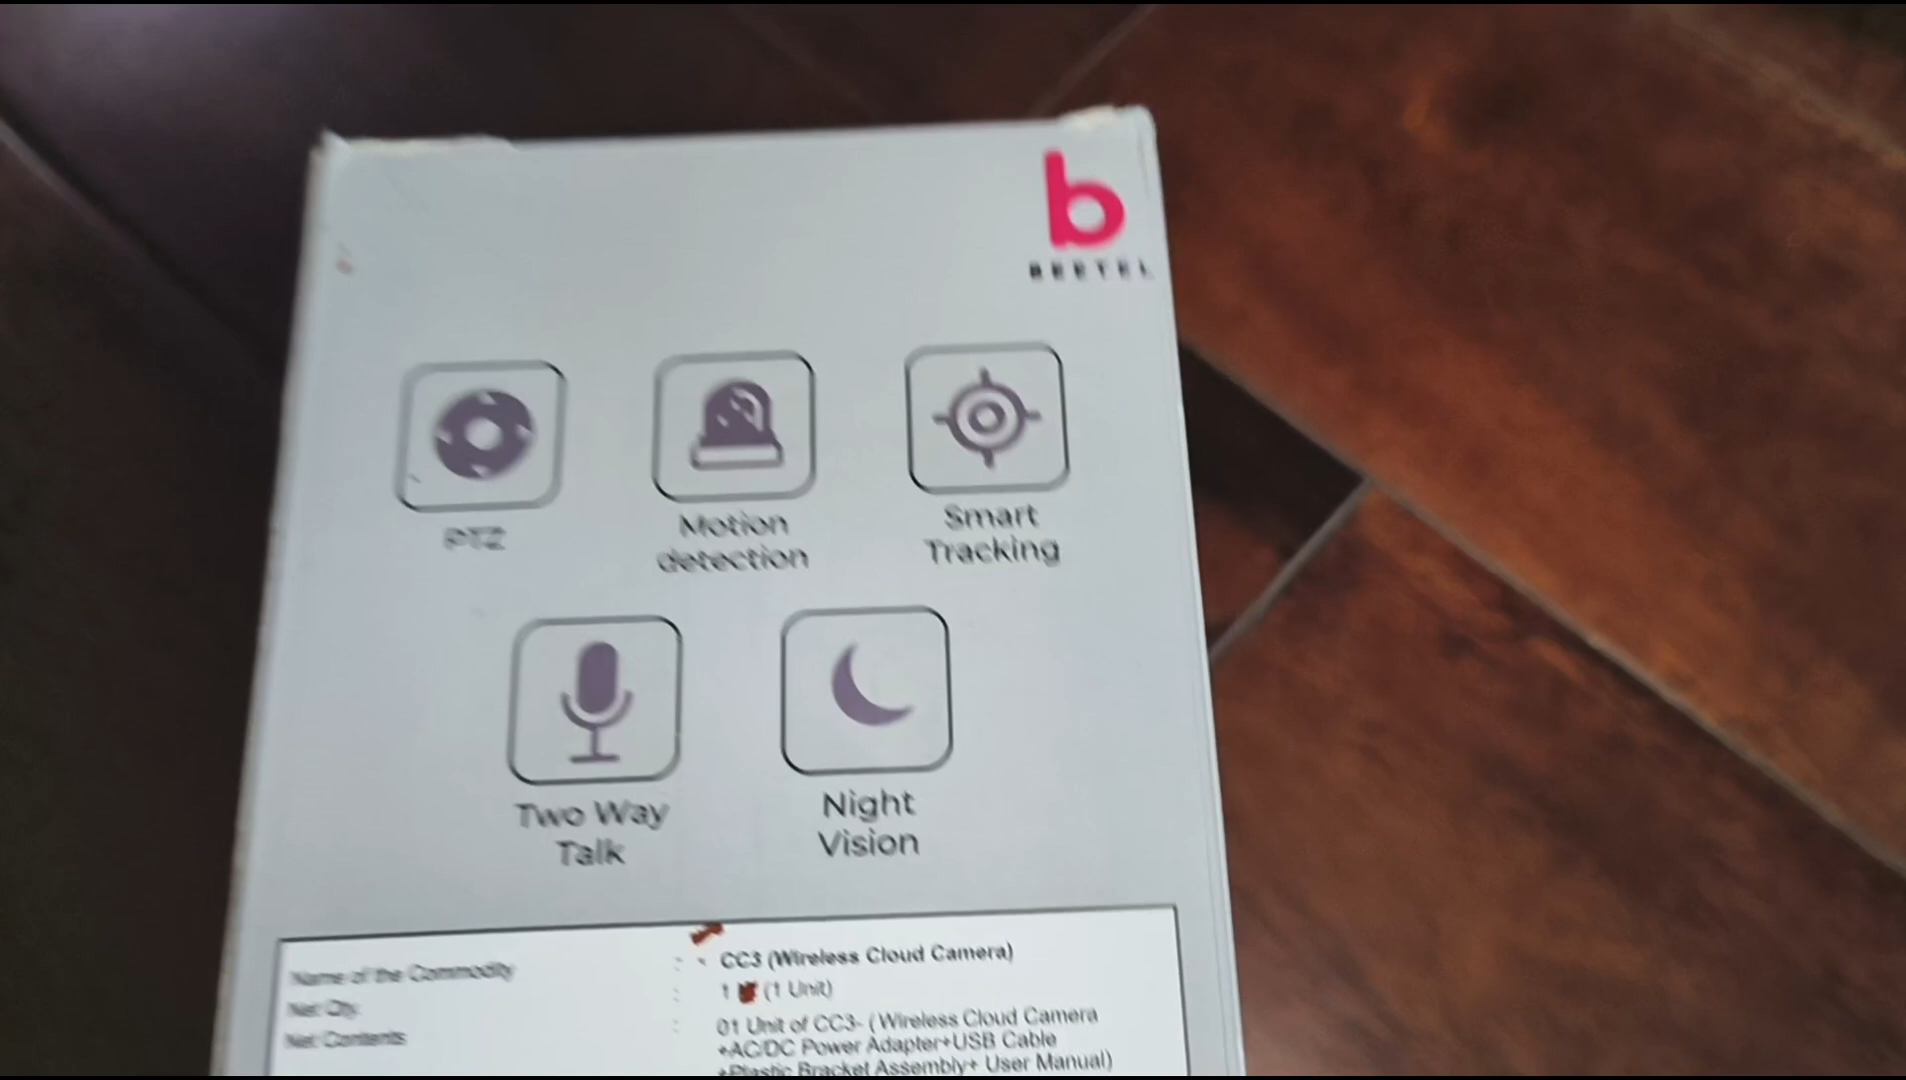 b
BEETEL
PTZ
Motion
detection
Smart
Tracking
Two Way
Talk
Night
Vision
Name of the Commodity : CC3 (Wireless Cloud Camera)
Net Qty. : 1 (1 Unit)
Net Contents : 01 Unit of CC3- ( Wireless Cloud Camera
+AC/DC Power Adapter+USB Cable
+Plastic Bracket Assembly+ User Manual)